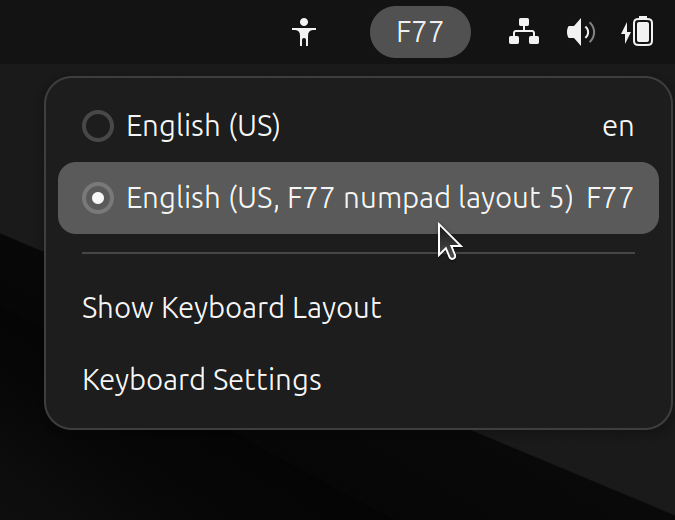 F77
English (US) en
English (US, F77 numpad layout 5) F77
Show Keyboard Layout
Keyboard Settings